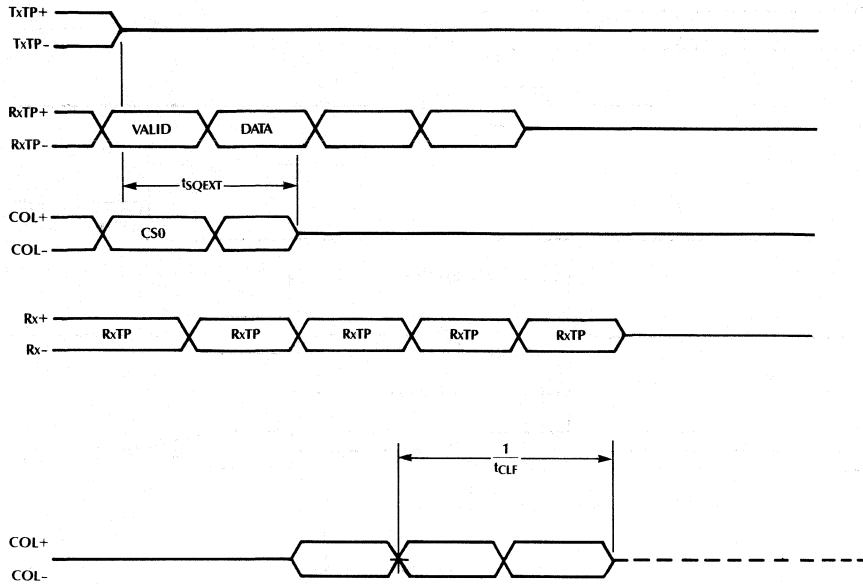 TxTP+
TxTP–
RxTP+
VALID DATA
RxTP–
tSQEXT
COL+
CS0
COL–
Rx+
RxTP RxTP RxTP RxTP RxTP
Rx–
1
tCLF
COL+
COL–